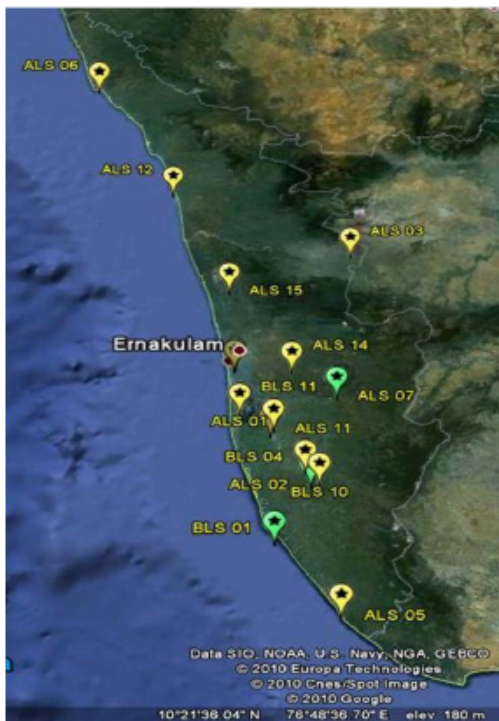 ALS 06
ALS 12
ALS 03
ALS 15
Ernakulam
ALS 14
BLS 11
ALS 07
ALS 01
ALS 11
BLS 04
ALS 02
BLS 10
BLS 01
ALS 05
Data SIO, NOAA, U.S. Navy, NGA, GEBCO
© 2010 Europa Technologies
© 2010 Cnes/Spot Image
© 2010 Google
10°21'36.04" N 76°48'36.70" E elev 180 m